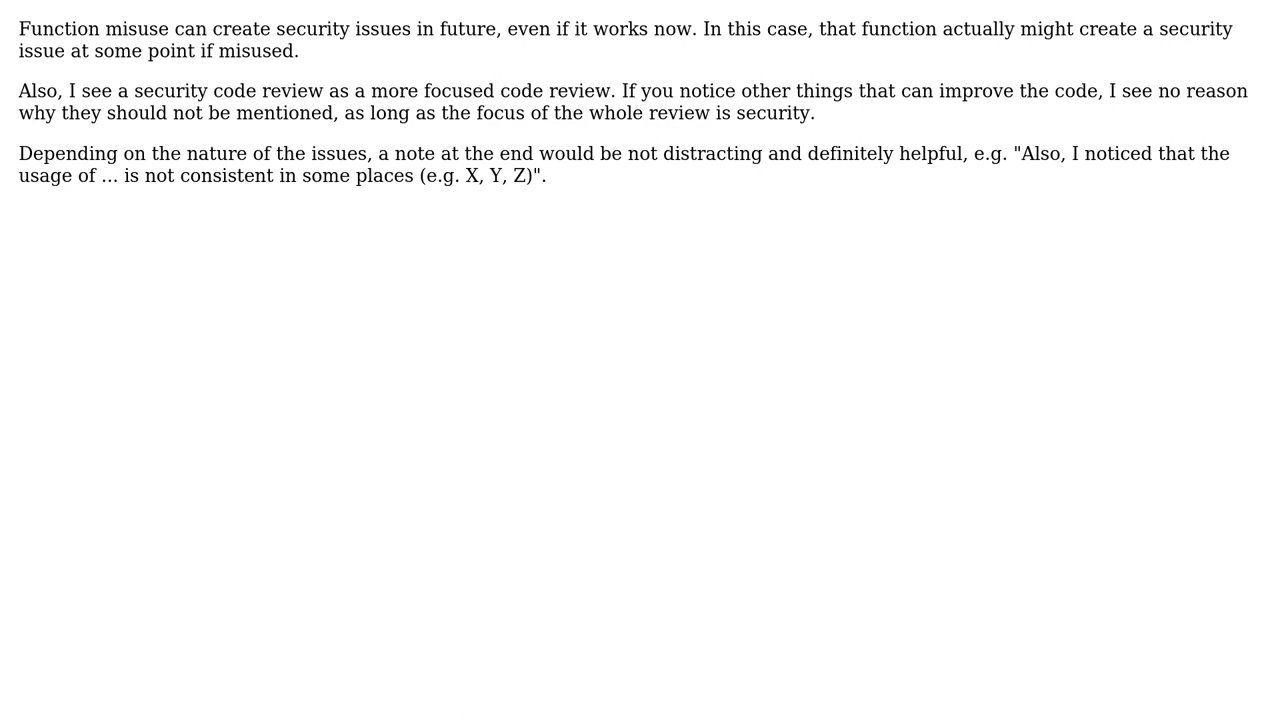 Function misuse can create security issues in future, even if it works now. In this case, that function actually might create a security
issue at some point if misused.
Also, I see a security code review as a more focused code review. If you notice other things that can improve the code, I see no reason
why they should not be mentioned, as long as the focus of the whole review is security.
Depending on the nature of the issues, a note at the end would be not distracting and definitely helpful, e.g. "Also, I noticed that the
usage of ... is not consistent in some places (e.g. X, Y, Z)".